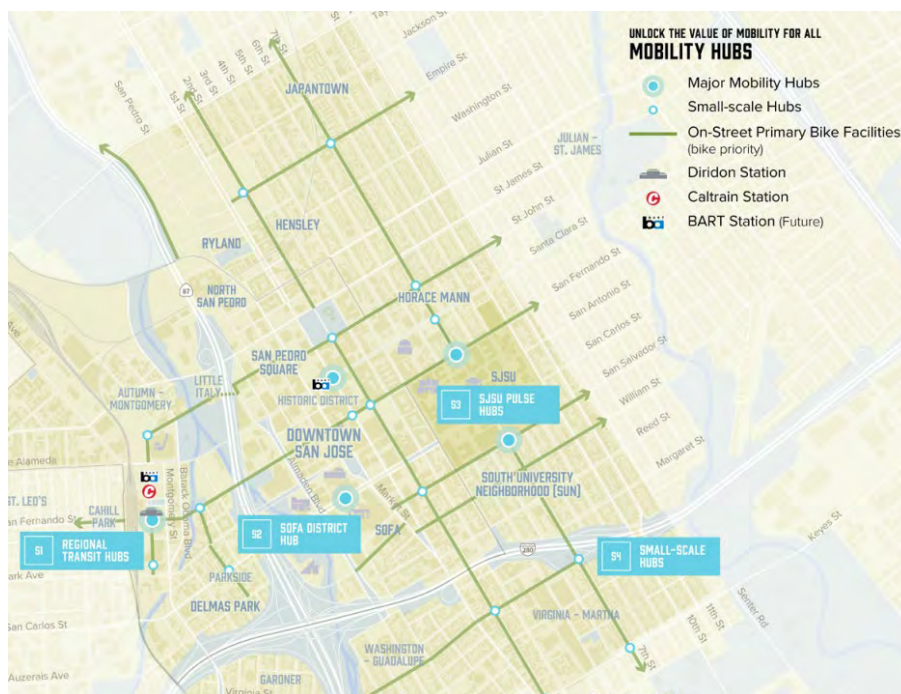 UNLOCK THE VALUE OF MOBILITY FOR ALL
MOBILITY HUBS
Major Mobility Hubs
Small-scale Hubs
On-Street Primary Bike Facilities
(bike priority)
Diridon Station
Caltrain Station
BART Station (Future)
Jackson St
7th St
6th St
5th St
4th St
3rd St
2nd St
1st St
San Pedro St
Empire St
JAPANTOWN
Washington St
JULIAN -
ST. JAMES
Julian St
St James St
HENSLEY
St John St
RYLAND
Santa Clara St
NORTH
SAN PEDRO
87
HORACE MANN
San Fernando St
San Antonio St
San Carlos St
San Salvador St
SAN PEDRO
SQUARE
LITTLE
ITALY
AUTUMN -
MONTGOMERY
ba
HISTORIC DISTRICT
SJSU
S3
SJSU PULSE
HUBS
William St
Reed St
Margaret St
DOWNTOWN
SAN JOSE
Almaden Blvd
Market St
SOUTH UNIVERSITY
NEIGHBORHOOD (SUN)
The Alameda
ba
C
ST. LEO'S
CAHILL
PARK
San Fernando St
Montgomery St
Barack Obama Blvd
S1
REGIONAL
TRANSIT HUBS
S2
SOFA DISTRICT
HUB
SOFA
280
Keyes St
S4
SMALL-SCALE
HUBS
Park Ave
PARKSIDE
DELMAS PARK
San Carlos St
VIRGINIA - MARTHA
Senter Rd
11th St
10th St
7th St
WASHINGTON
- GUADALUPE
GARDNER
Auzerais Ave
Virginia St